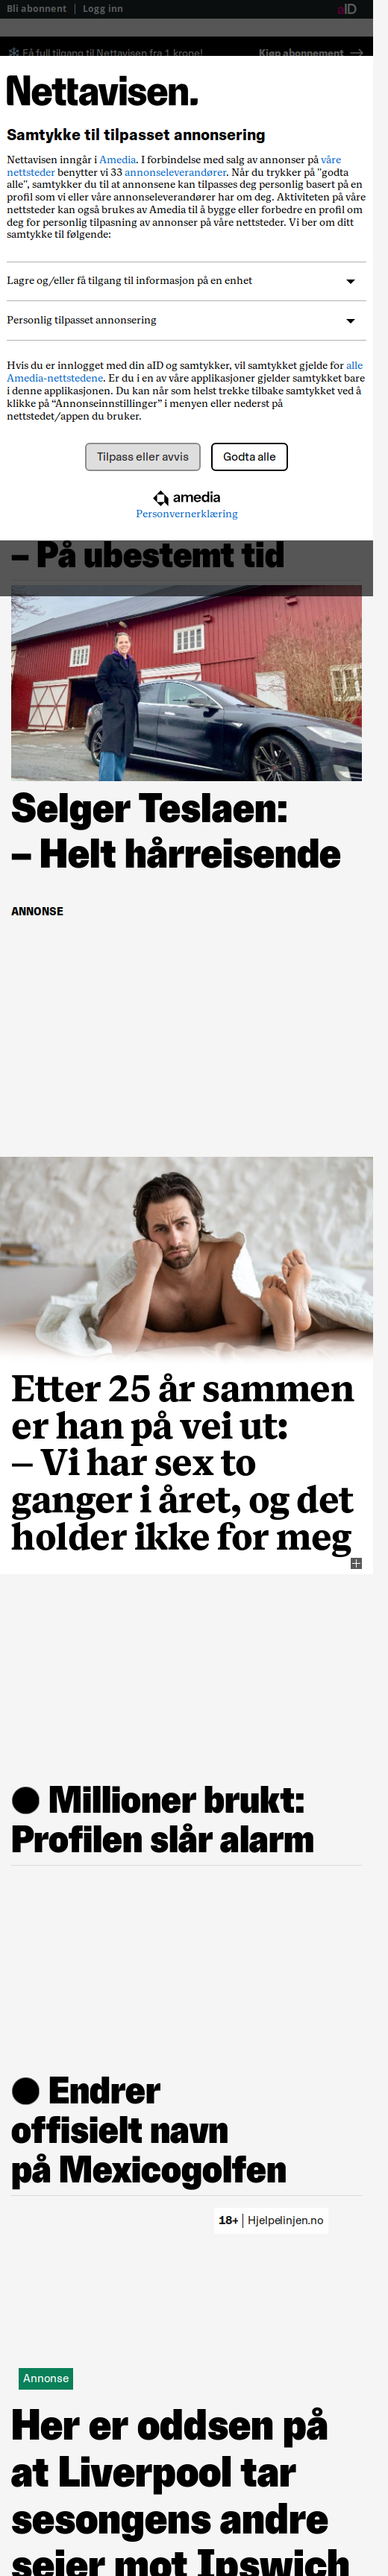 Bli abonnent | Logg inn
aID
Få full tilgang til Nettavisen fra 1 krone!
Kjøp abonnement
Nettavisen.
Samtykke til tilpasset annonsering
Nettavisen inngår i Amedia. I forbindelse med salg av annonser på våre
nettsteder benytter vi 33 annonseleverandører. Når du trykker på "godta
alle", samtykker du til at annonsene kan tilpasses deg personlig basert på en
profil som vi eller våre annonseleverandører har om deg. Aktiviteten på våre
nettsteder kan også brukes av Amedia til å bygge eller forbedre en profil om
deg for personlig tilpasning av annonser på våre nettsteder. Vi ber om ditt
samtykke til følgende:
Lagre og/eller få tilgang til informasjon på en enhet
Personlig tilpasset annonsering
Hvis du er innlogget med din aID og samtykker, vil samtykket gjelde for alle
Amedia-nettstedene. Er du i en av våre applikasjoner gjelder samtykket bare
i denne applikasjonen. Du kan når som helst trekke tilbake samtykket ved å
klikke på “Annonseinnstillinger” i menyen eller nederst på
nettstedet/appen du bruker.
Tilpass eller avvis
Godta alle
amedia
Personvernerklæring
– På ubestemt tid
Selger Teslaen:
– Helt hårreisende
ANNONSE
Etter 25 år sammen
er han på vei ut:
– Vi har sex to
ganger i året, og det
holder ikke for meg
Millioner brukt:
Profilen slår alarm
Endrer
offisielt navn
på Mexicogolfen
18+ | Hjelpelinjen.no
Annonse
Her er oddsen på
at Liverpool tar
sesongens andre
seier mot Ipswich